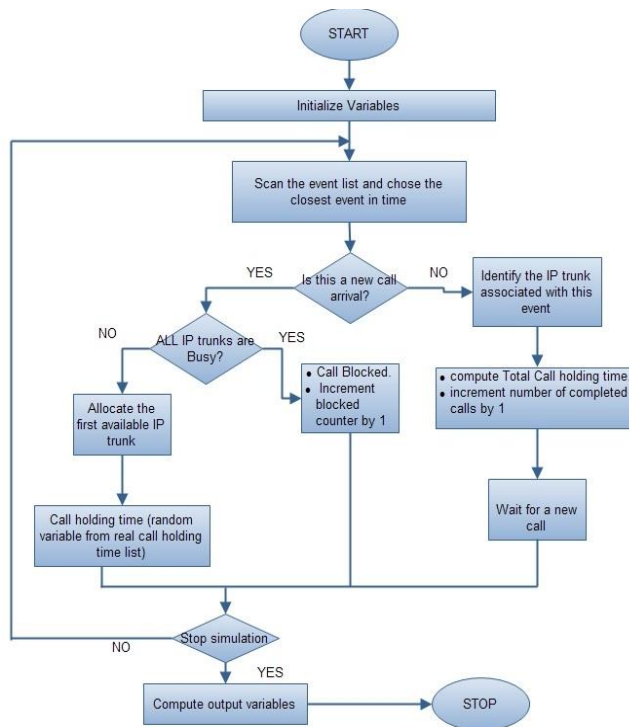 START
Initialize Variables
Scan the event list and chose the
closest event in time
Is this a new call
arrival?
YES
NO
Identify the IP trunk
associated with this
event
ALL IP trunks are
Busy?
NO
YES
• Call Blocked.
• Increment
blocked
counter by 1
• compute Total Call holding time
• increment number of completed
calls by 1
Allocate the
first available IP
trunk
Call holding time (random
variable from real call holding
time list)
Wait for a new
call
Stop simulation
NO
YES
Compute output variables
STOP